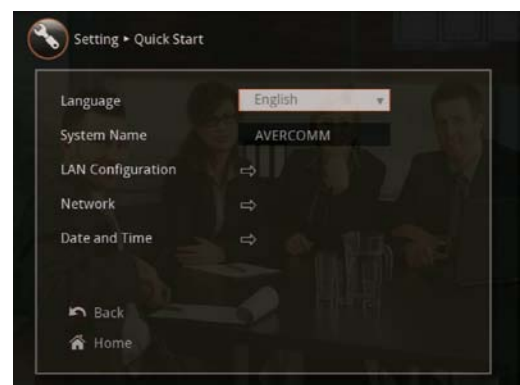 Setting ▸ Quick Start
Language English
System Name AVERCOMM
LAN Configuration
Network
Date and Time
Back
Home